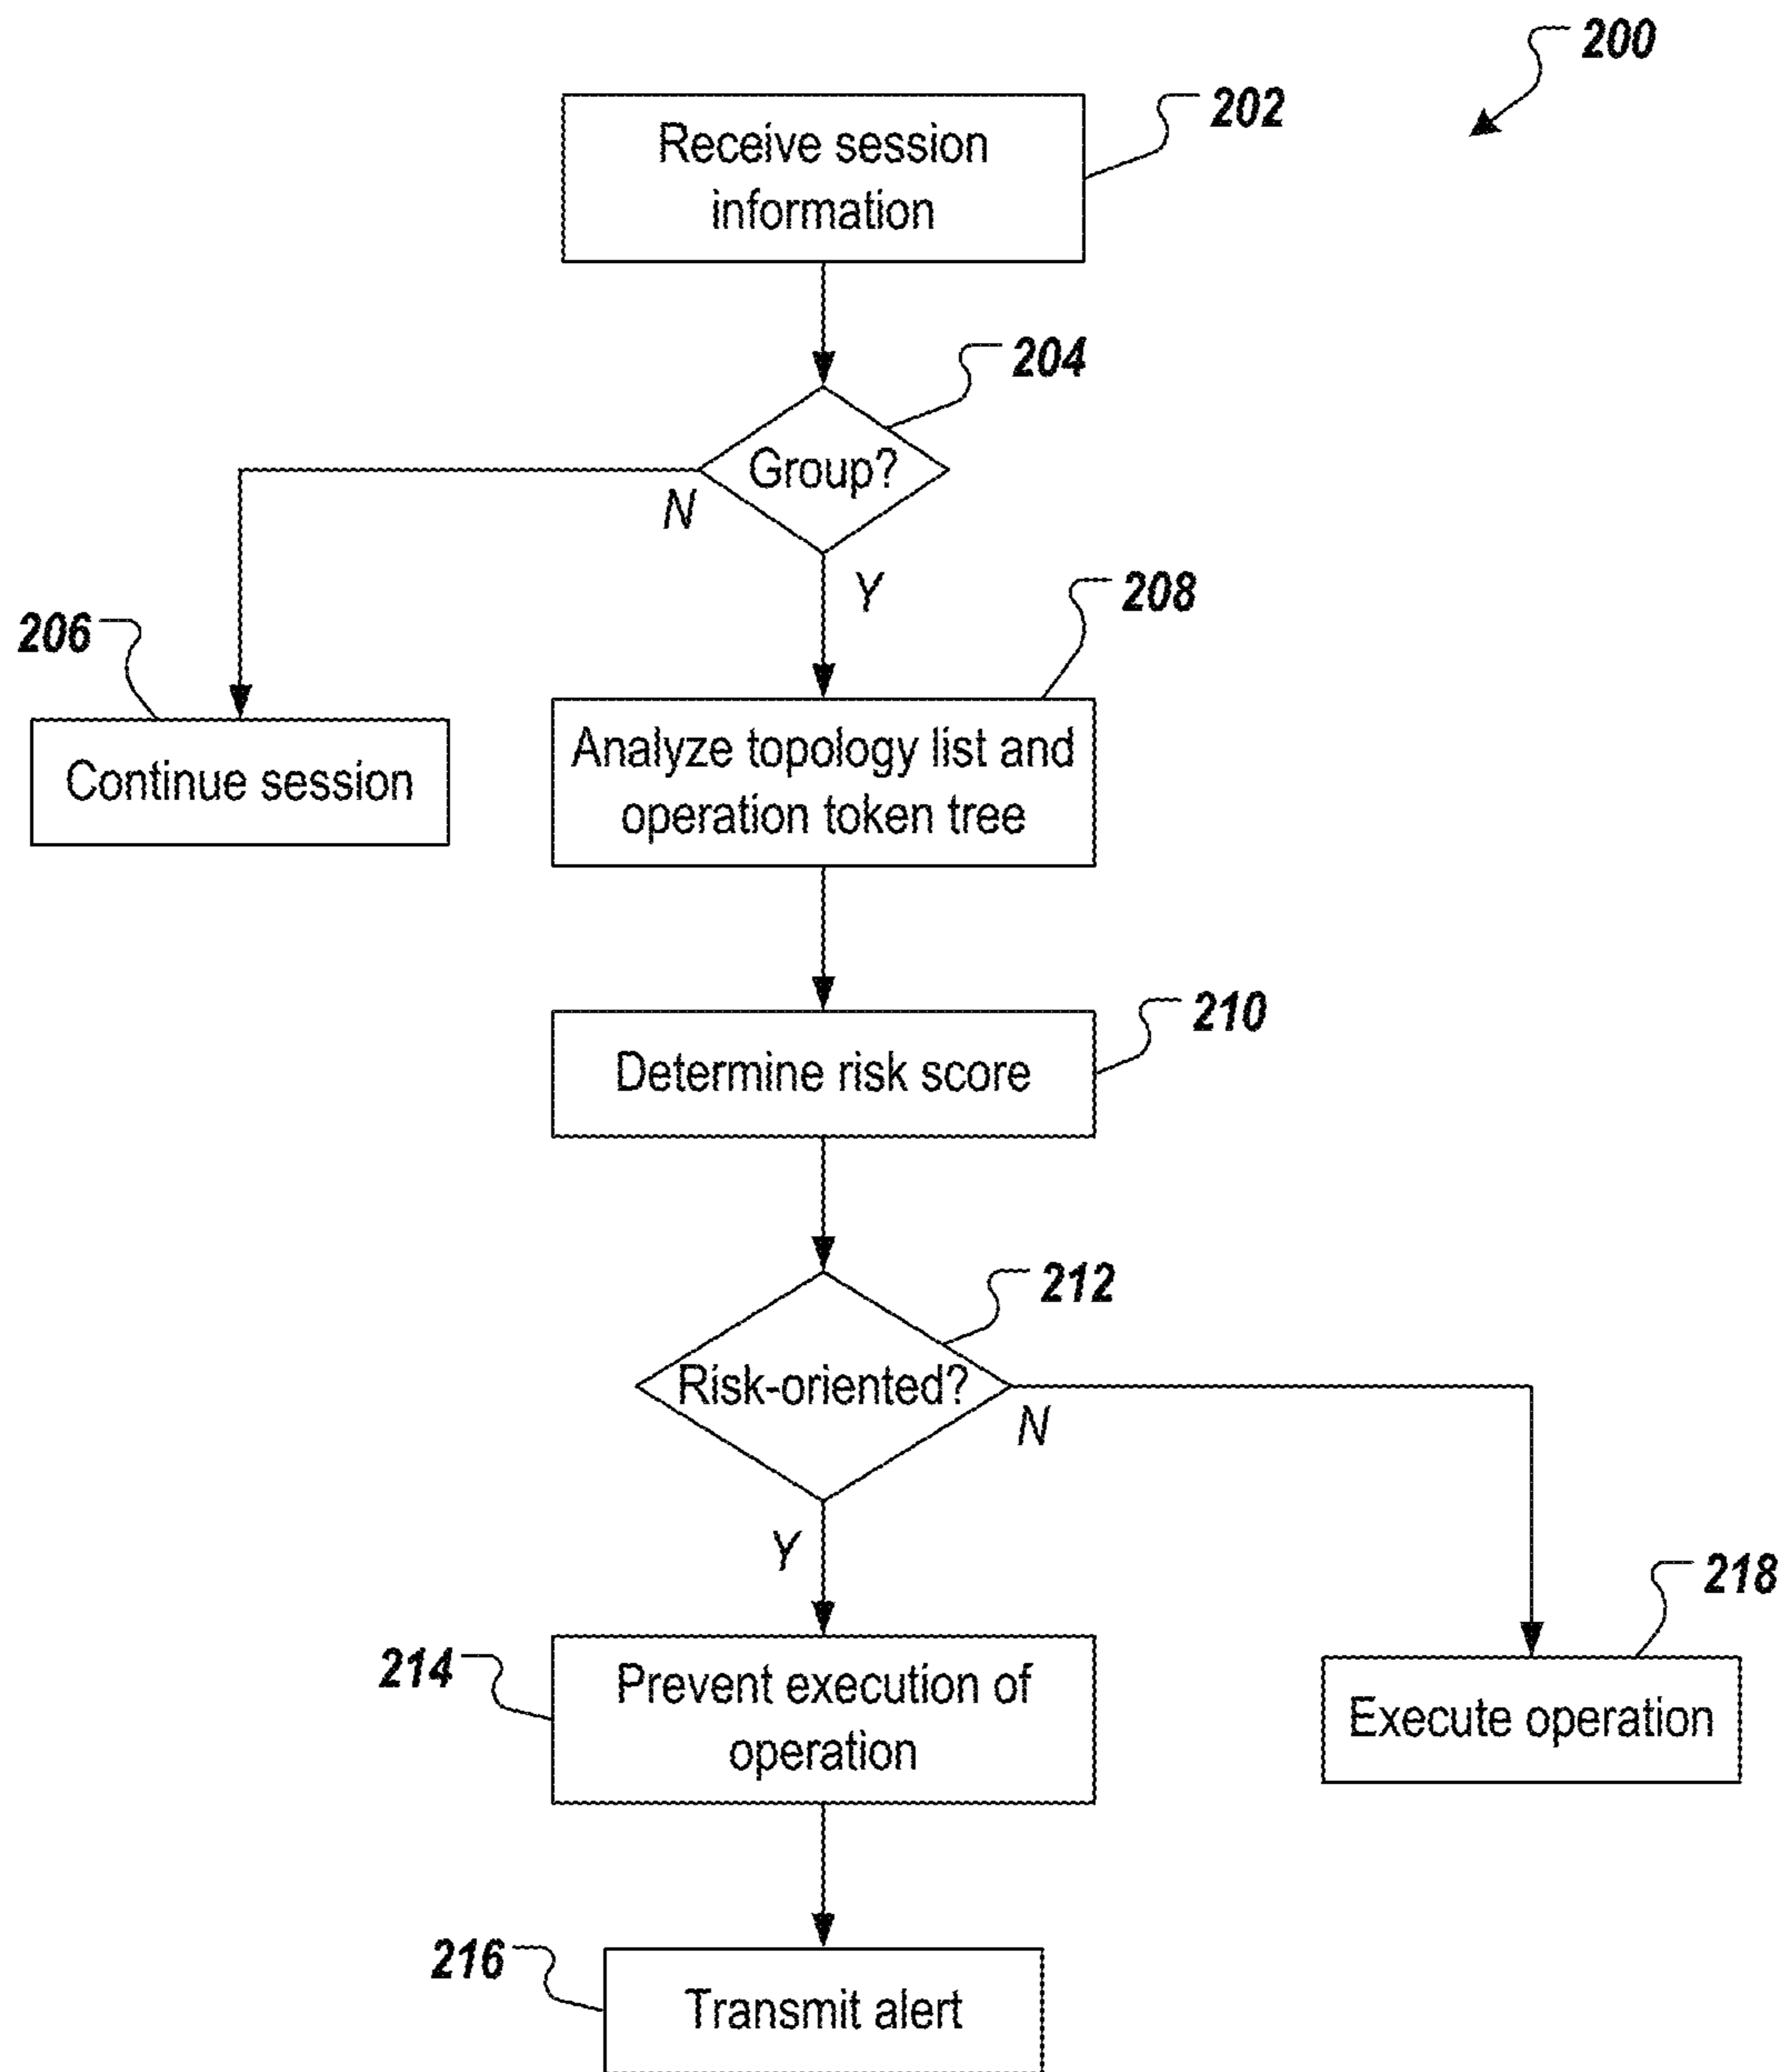 200
202
Receive session
information
204
Group?
N
Y
208
206
Continue session
Analyze topology list and
operation token tree
210
Determine risk score
212
Risk-oriented?
N
Y
218
214
Prevent execution of
operation
Execute operation
216
Transmit alert